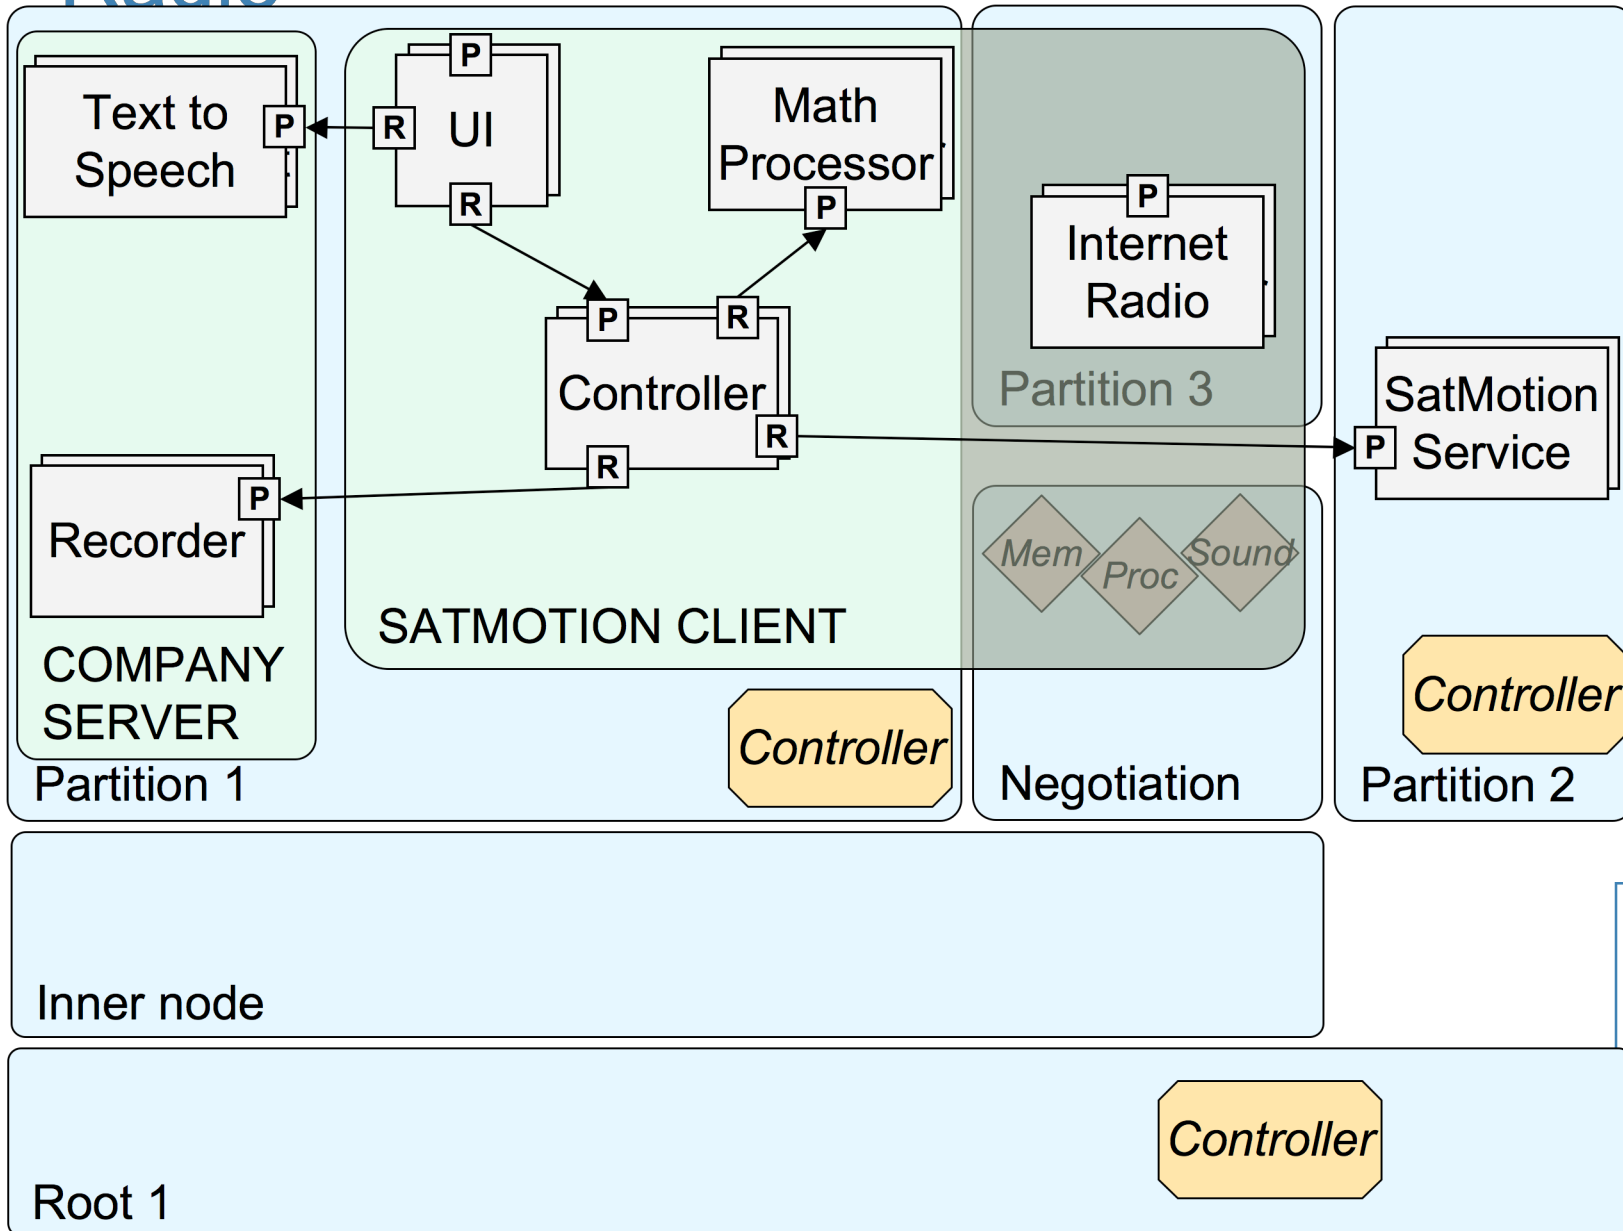 Radio
P
Text to
Speech
P
R
UI
R
Math
Processor
P
P
Internet
Radio
Partition 3
P
R
Controller
R
R
P
SatMotion
Service
P
Recorder
Mem
Proc
Sound
SATMOTION CLIENT
COMPANY
SERVER
Controller
Controller
Partition 1
Negotiation
Partition 2
Inner node
Controller
Root 1